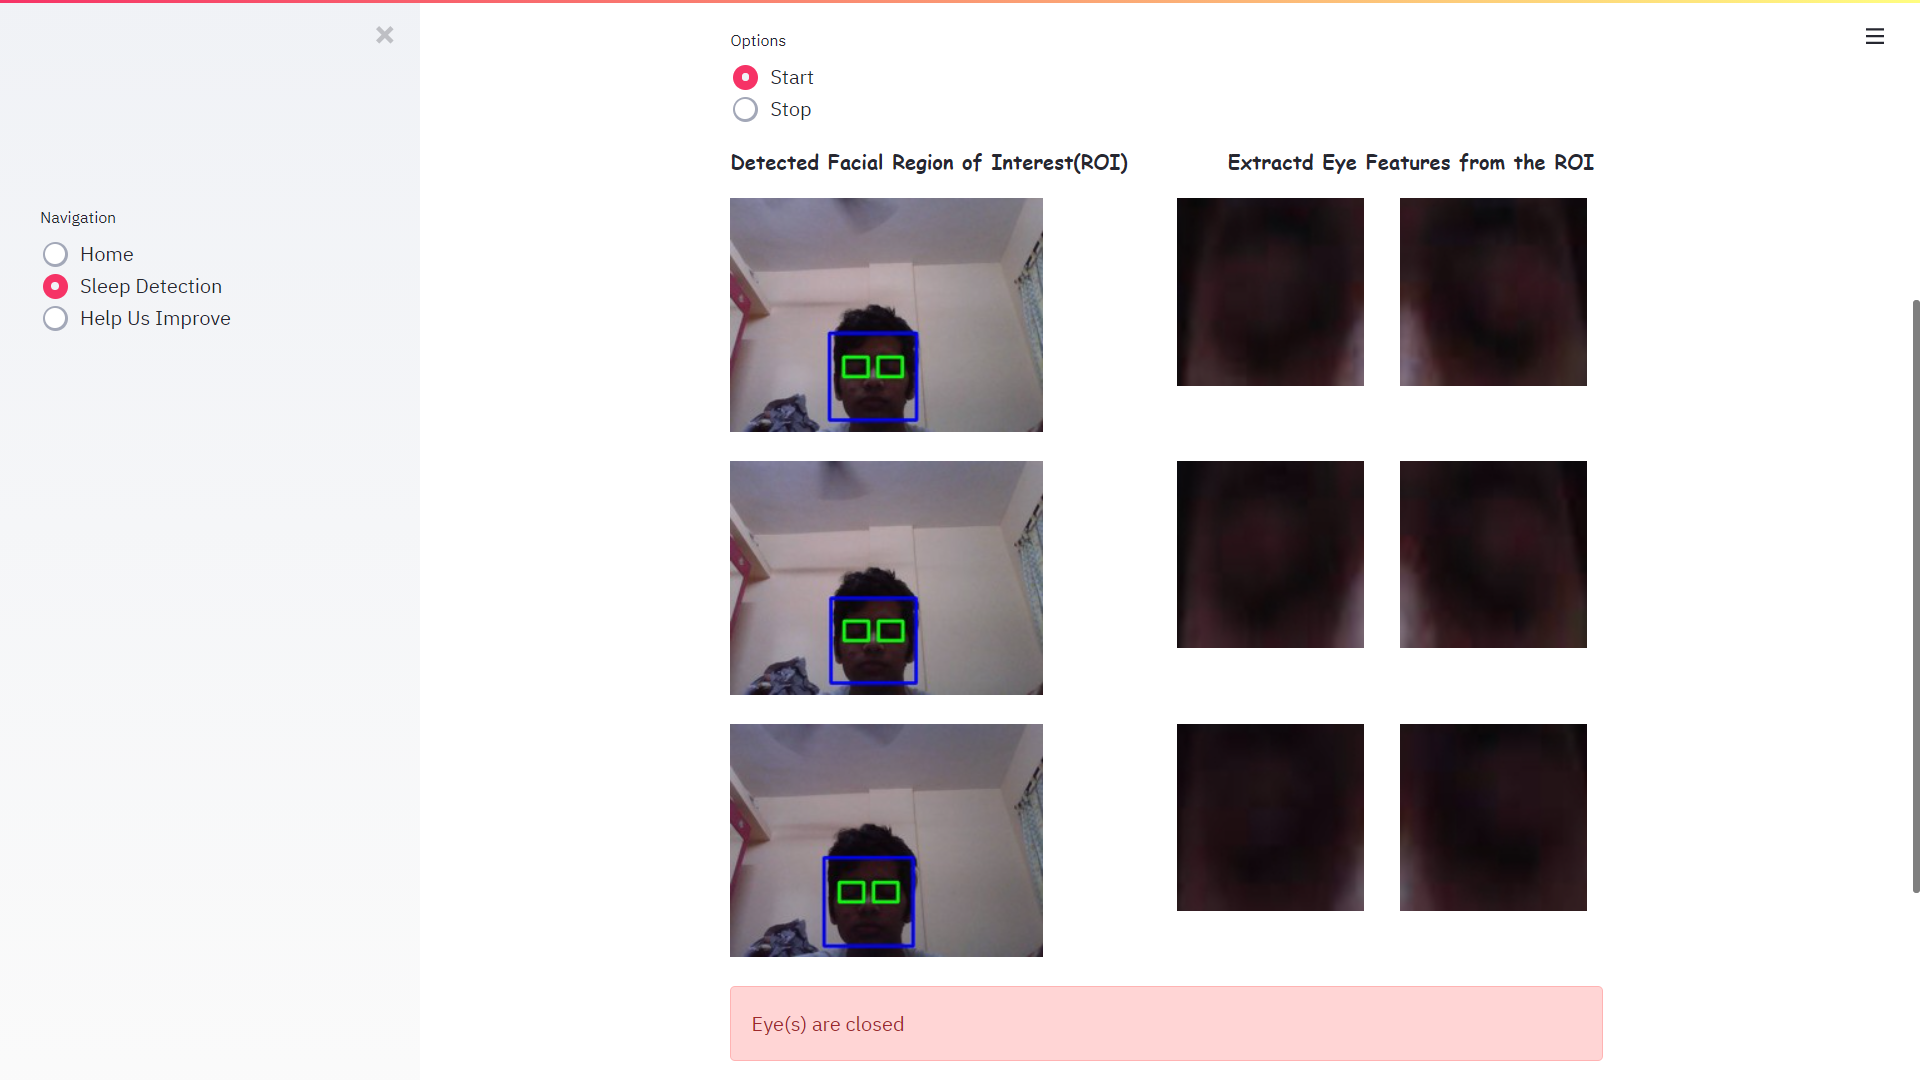 Navigation
Home
Sleep Detection
Help Us Improve
Options
Start
Stop
Detected Facial Region of Interest(ROI)
Extractd Eye Features from the ROI
Eye(s) are closed